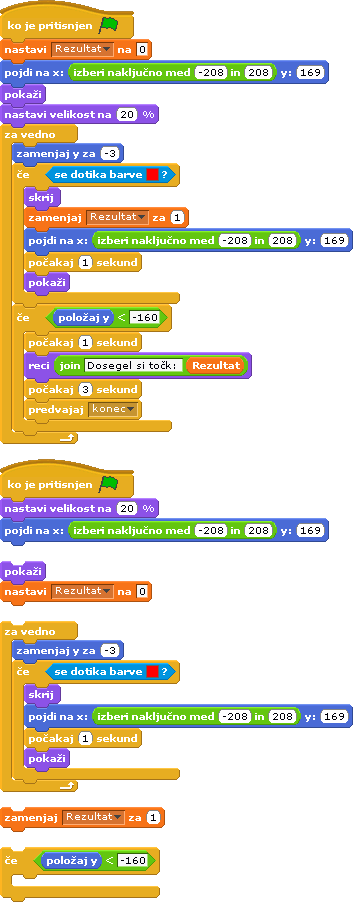 ko je pritisnjen
nastavi Rezultat na 0
pojdi na x: izberi naključno med -208 in 208 y: 169
pokaži
nastavi velikost na 20 %
za vedno
zamenjaj y za -3
če se dotika barve ?
skrij
zamenjaj Rezultat za 1
pojdi na x: izberi naključno med -208 in 208 y: 169
počakaj 1 sekund
pokaži
če položaj y < -160
počakaj 1 sekund
reci join Dosegel si točk: Rezultat
počakaj 3 sekund
predvajaj konec
ko je pritisnjen
nastavi velikost na 20 %
pojdi na x: izberi naključno med -208 in 208 y: 169
pokaži
nastavi Rezultat na 0
za vedno
zamenjaj y za -3
če se dotika barve ?
skrij
pojdi na x: izberi naključno med -208 in 208 y: 169
počakaj 1 sekund
pokaži
zamenjaj Rezultat za 1
če položaj y < -160